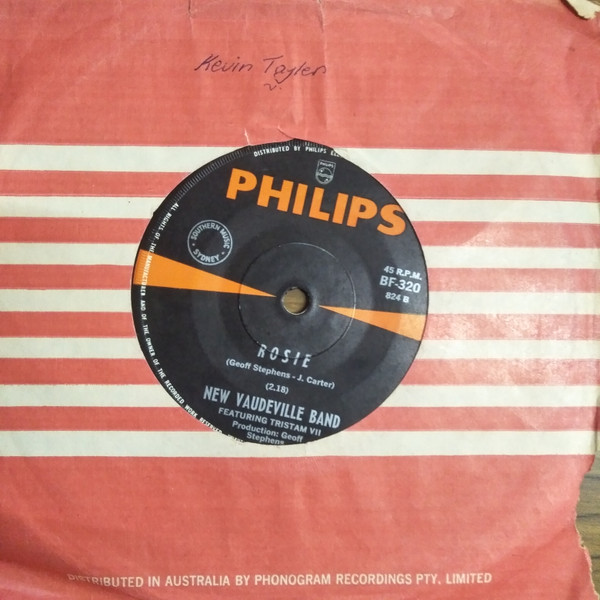 Kevin Tayler
DISTRIBUTED BY PHILIPS
PHILIPS
PHILIPS
SOUTHERN MUSIC
SYDNEY
ALL RIGHTS OF THE MANUFACTURER AND OF THE OWNER OF THE RECORDED WORK RESERVED
45 R.P.M.
BF-320
824 B
ROSIE
(Geoff Stephens - J. Carter)
(2.18)
NEW VAUDEVILLE BAND
FEATURING TRISTAM VII
Production: Geoff
Stephens
DISTRIBUTED IN AUSTRALIA BY PHONOGRAM RECORDINGS PTY. LIMITED